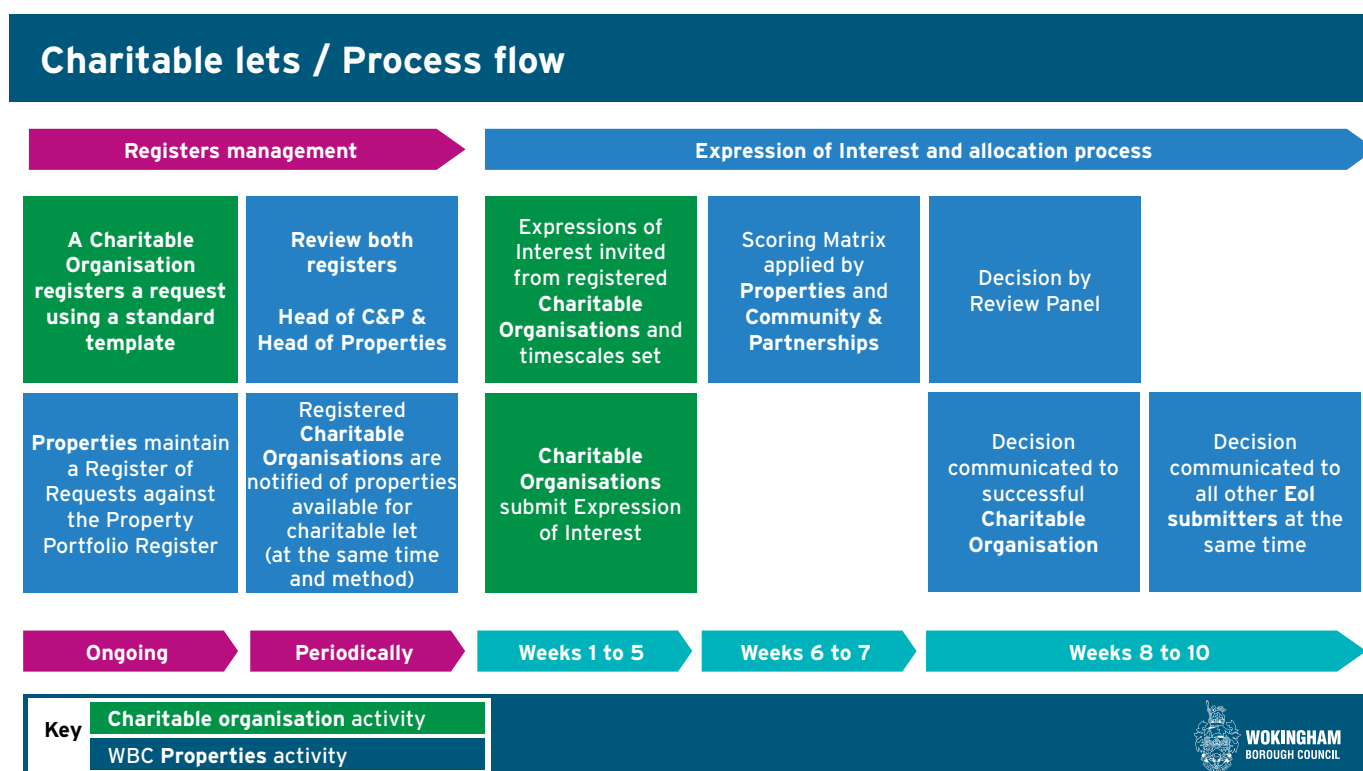 Charitable lets / Process flow
Registers management
Expression of Interest and allocation process
A Charitable
Organisation
registers a request
using a standard
template
Review both
registers
Head of C&P &
Head of Properties
Expressions of
Interest invited
from registered
Charitable
Organisations and
timescales set
Scoring Matrix
applied by
Properties and
Community &
Partnerships
Decision by
Review Panel
Properties maintain
a Register of
Requests against
the Property
Portfolio Register
Registered
Charitable
Organisations are
notified of properties
available for
charitable let
(at the same time
and method)
Charitable
Organisations
submit Expression
of Interest
Decision
communicated to
successful
Charitable
Organisation
Decision
communicated to
all other EoI
submitters at the
same time
Ongoing
Periodically
Weeks 1 to 5
Weeks 6 to 7
Weeks 8 to 10
Key
Charitable organisation activity
WBC Properties activity
WOKINGHAM
BOROUGH COUNCIL